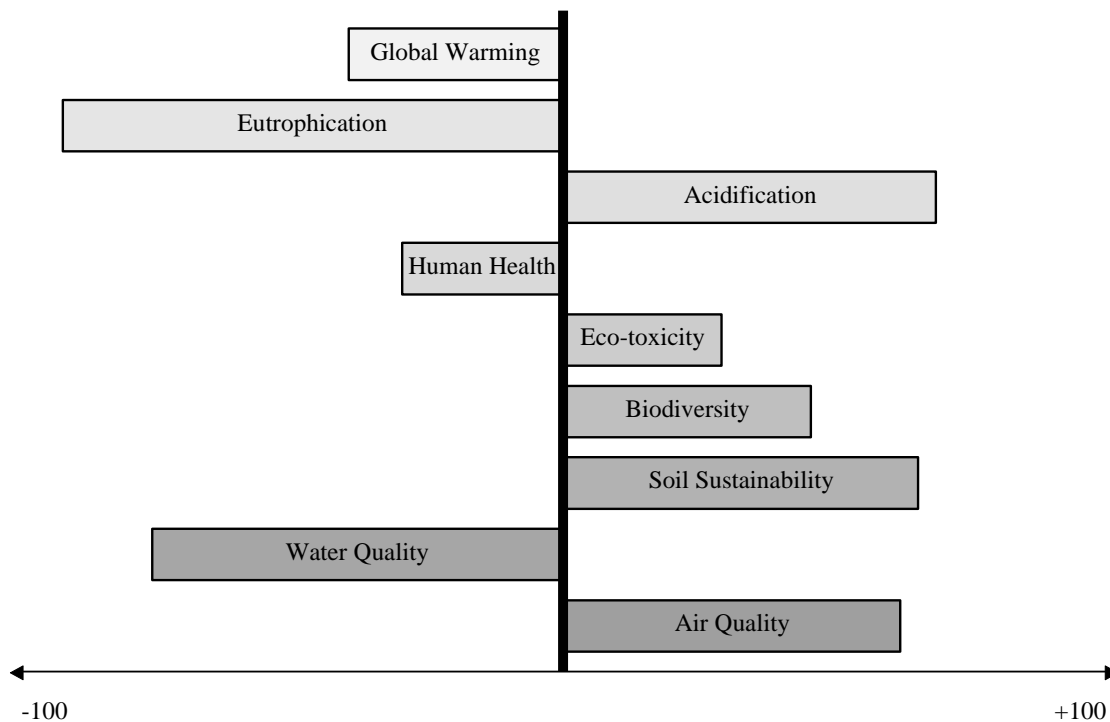 Global Warming
Eutrophication
Acidification
Human Health
Eco-toxicity
Biodiversity
Soil Sustainability
Water Quality
Air Quality
-100
+100